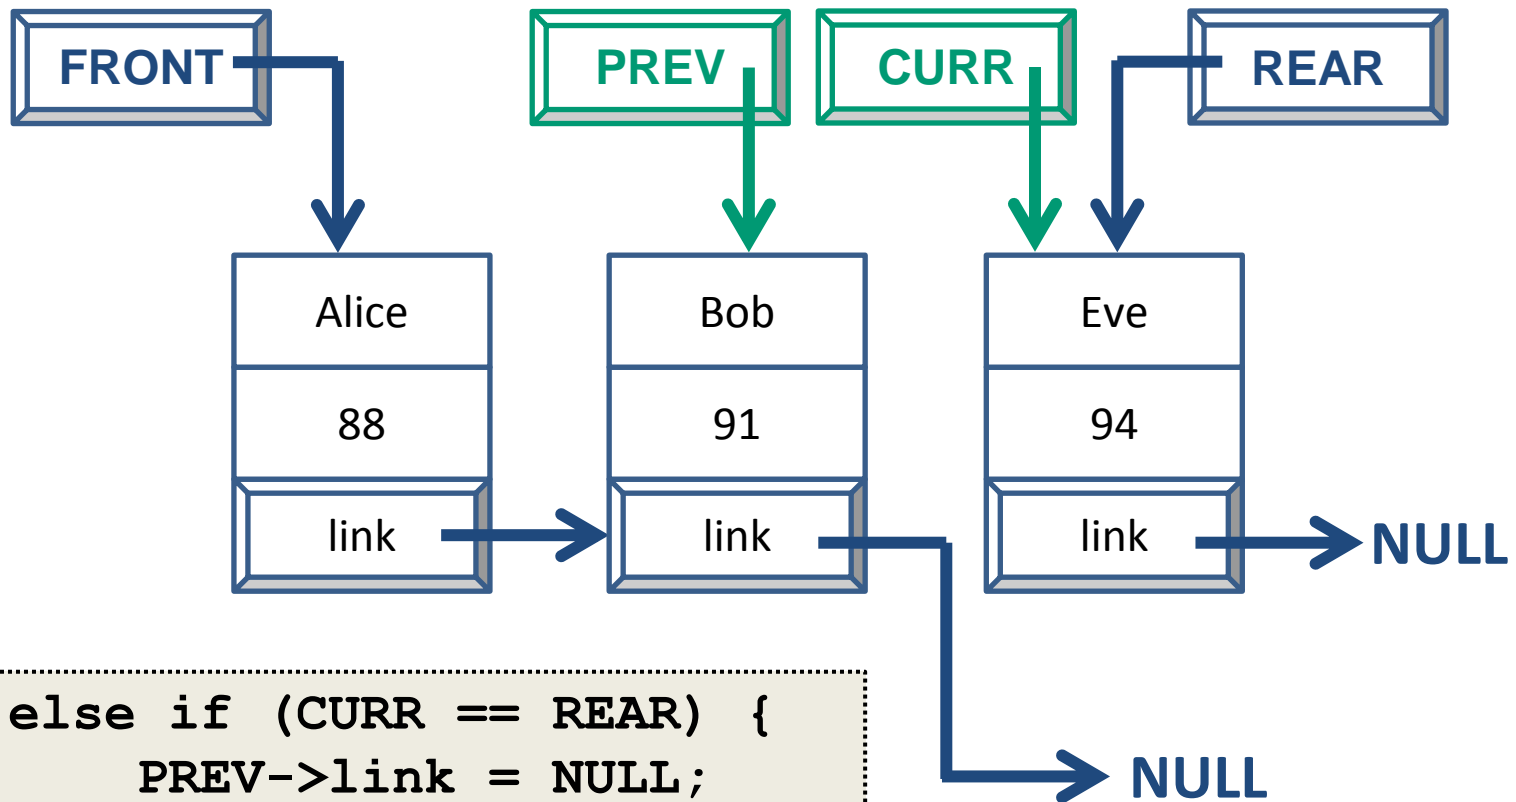 FRONT PREV CURR REAR
Alice Bob Eve
88 91 94
link link link NULL
else if (CURR == REAR) {
PREV->link = NULL;
NULL